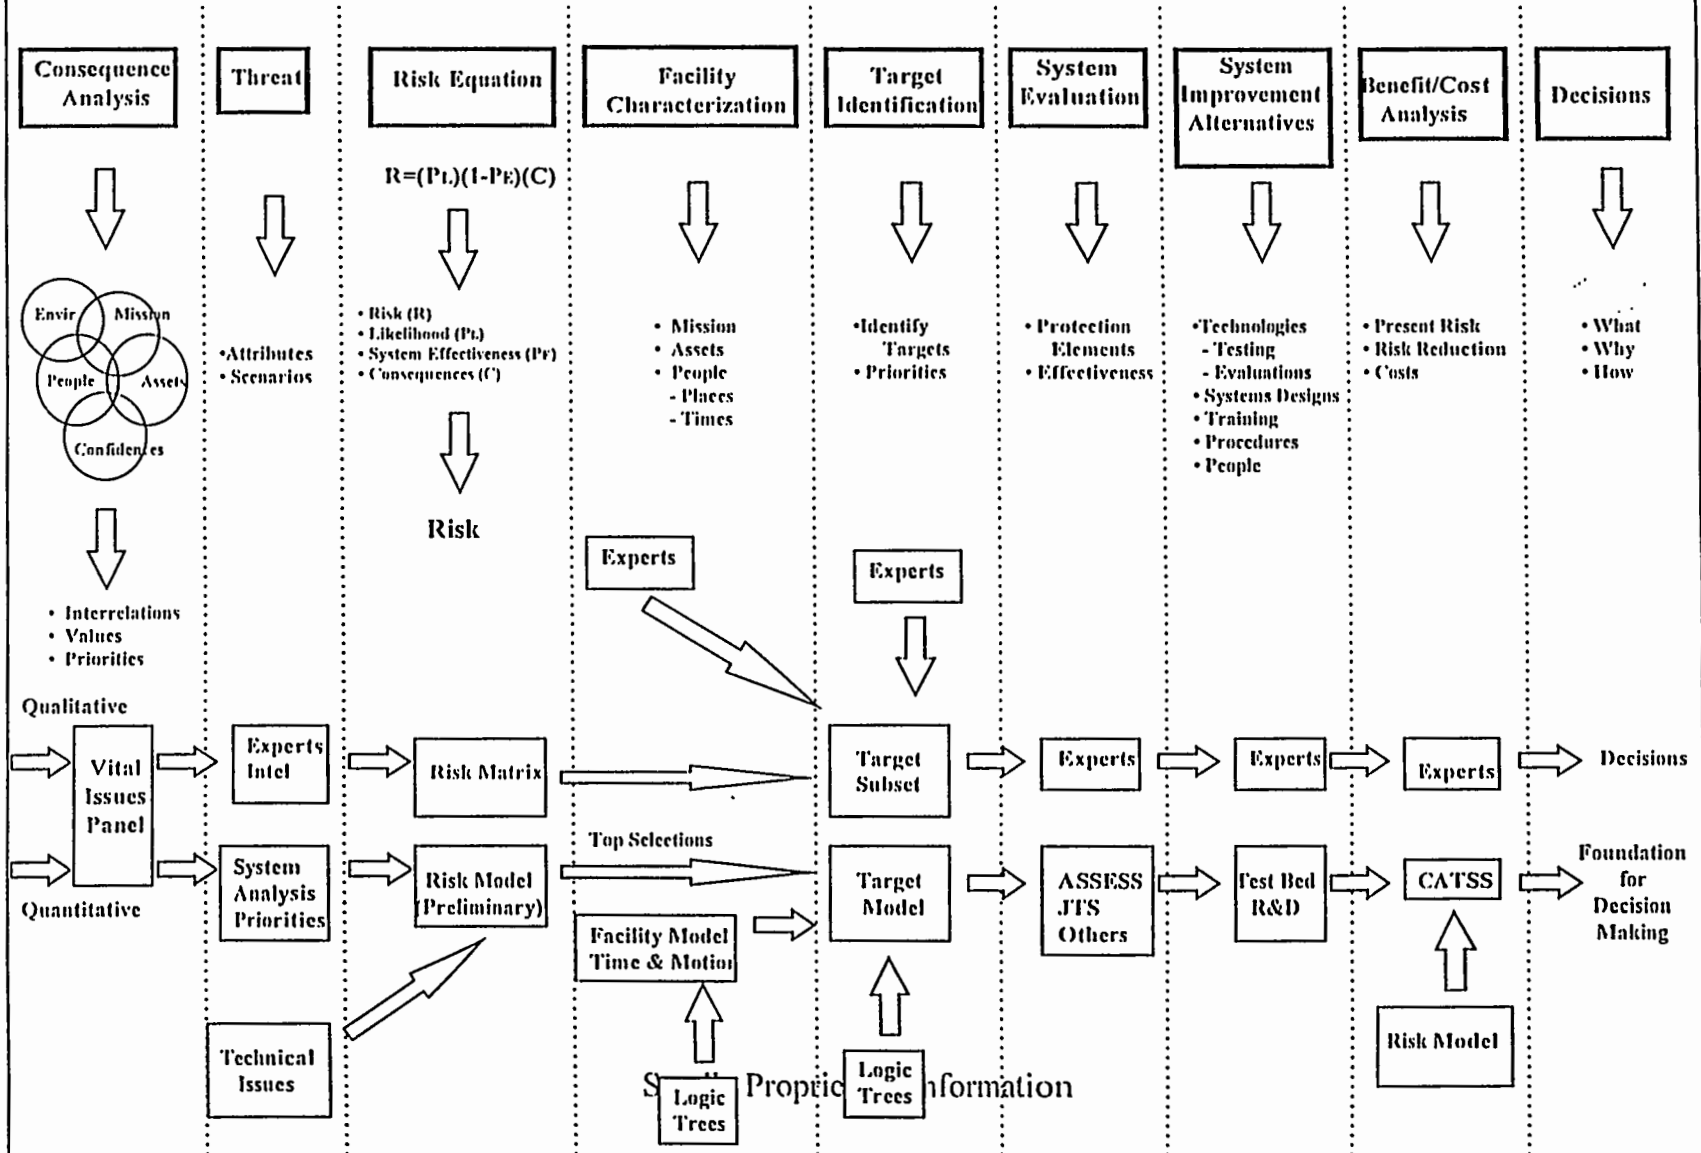 Consequence
Analysis
Threat
Risk Equation
Facility
Characterization
Target
Identification
System
Evaluation
System
Improvement
Alternatives
Benefit/Cost
Analysis
Decisions
R=(PL)(1-PE)(C)
Envir
Mission
People
Assets
Confidences
• Interrelations
• Values
• Priorities
•Attributes
• Scenarios
• Risk (R)
• Likelihood (PL)
• System Effectiveness (PE)
• Consequences (C)
Risk
• Mission
• Assets
• People
- Places
- Times
•Identify
Targets
• Priorities
• Protection
Elements
• Effectiveness
•Technologies
- Testing
- Evaluations
• Systems Designs
• Training
• Procedures
• People
• Present Risk
• Risk Reduction
• Costs
• What
• Why
• How
Experts
Experts
Qualitative
Vital
Issues
Panel
Quantitative
Experts
Intel
Risk Matrix
Target
Subset
Experts
Experts
Experts
Decisions
System
Analysis
Priorities
Risk Model
(Preliminary)
Top Selections
Facility Model
Time & Motion
Target
Model
ASSESS
JTS
Others
Test Bed
R&D
CATSS
Foundation
for
Decision
Making
Technical
Issues
Logic
Trees
Logic
Trees
Risk Model